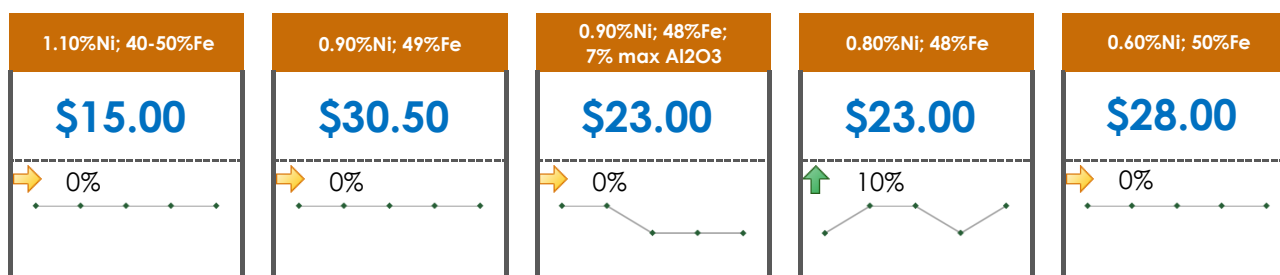 1.10%Ni; 40-50%Fe
$15.00
0%
0.90%Ni; 49%Fe
$30.50
0%
0.90%Ni; 48%Fe;
7% max Al2O3
$23.00
0%
0.80%Ni; 48%Fe
$23.00
10%
0.60%Ni; 50%Fe
$28.00
0%